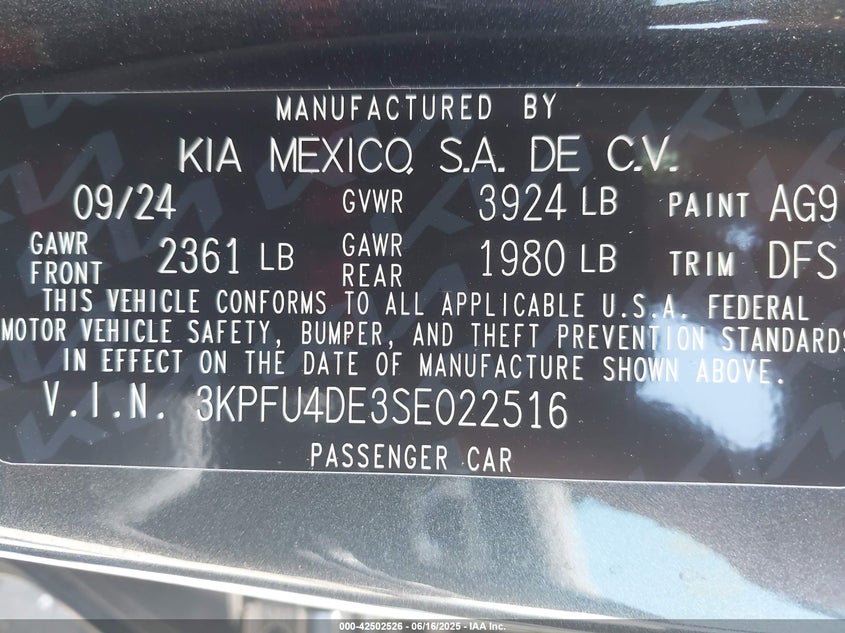 MANUFACTURED BY
KIA MEXICO, S.A. DE C.V.
09/24 GVWR 3924 LB PAINT AG9
GAWR FRONT 2361 LB GAWR REAR 1980 LB TRIM DFS
THIS VEHICLE CONFORMS TO ALL APPLICABLE U.S.A. FEDERAL
MOTOR VEHICLE SAFETY, BUMPER, AND THEFT PREVENTION STANDARDS
IN EFFECT ON THE DATE OF MANUFACTURE SHOWN ABOVE.
V.I.N. 3KPFU4DE3SE022516
PASSENGER CAR
000-42502526 - 06/16/2025 - IAA Inc.